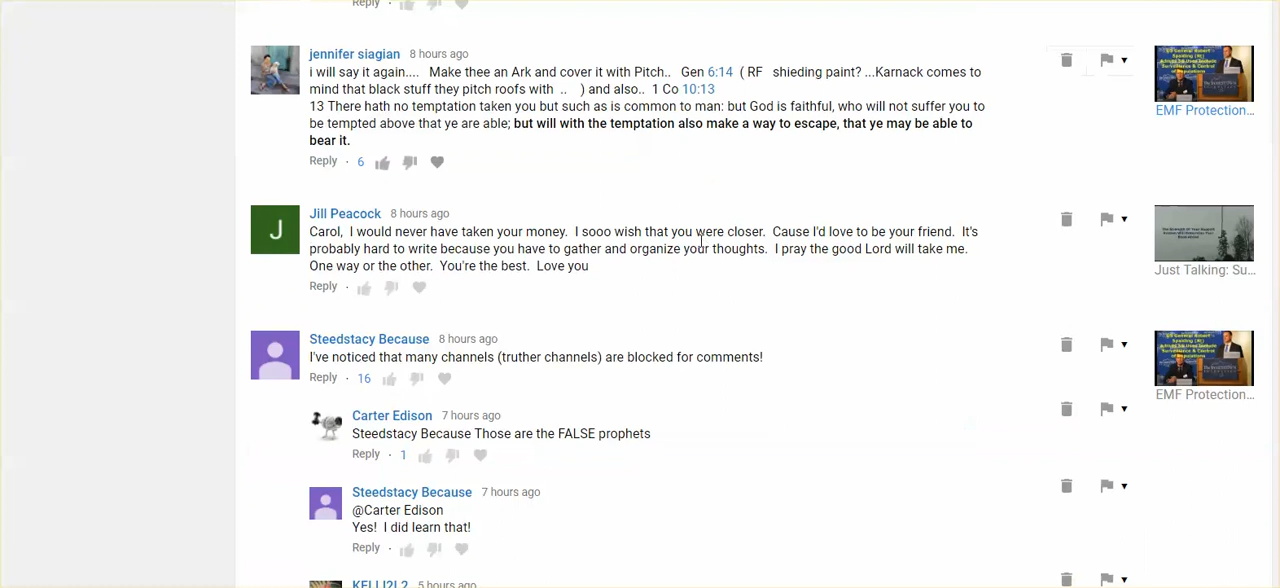 Reply ·
jennifer siagian 8 hours ago
i will say it again.... Make thee an Ark and cover it with Pitch.. Gen 6:14 ( RF shieding paint? ...Karnack comes to
mind that black stuff they pitch roofs with .. ) and also.. 1 Co 10:13
13 There hath no temptation taken you but such as is common to man: but God is faithful, who will not suffer you to
be tempted above that ye are able; but will with the temptation also make a way to escape, that ye may be able to
bear it.
Reply · 6
EMF Protection...
J
Jill Peacock 8 hours ago
Carol, I would never have taken your money. I sooo wish that you were closer. Cause I'd love to be your friend. It's
probably hard to write because you have to gather and organize your thoughts. I pray the good Lord will take me.
One way or the other. You're the best. Love you
Reply ·
Just Talking: Su...
Steedstacy Because 8 hours ago
I've noticed that many channels (truther channels) are blocked for comments!
Reply · 16
EMF Protection...
Carter Edison 7 hours ago
Steedstacy Because Those are the FALSE prophets
Reply · 1
Steedstacy Because 7 hours ago
@Carter Edison
Yes! I did learn that!
Reply ·
KELLI2L2 5 hours ago